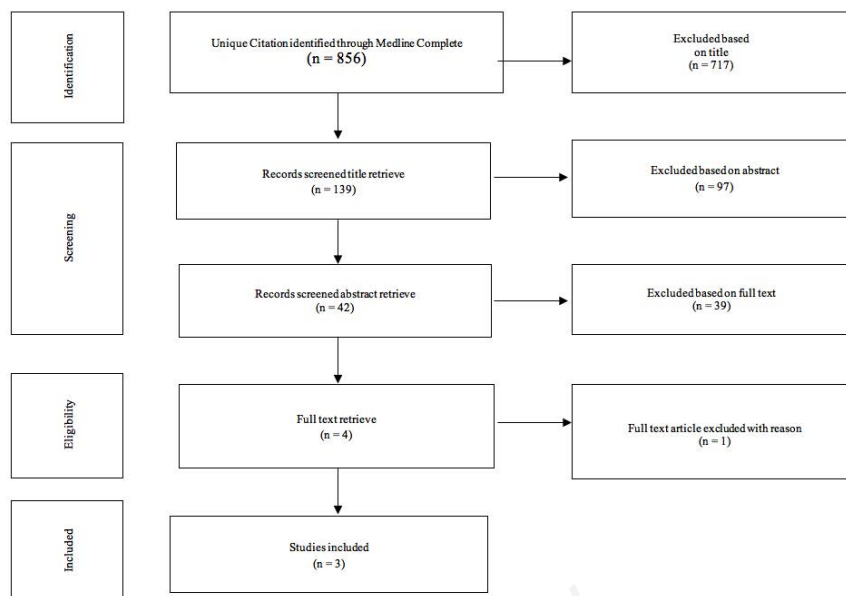 Identification
Unique Citation identified through Medline Complete
(n = 856)
Excluded based
on title
(n = 717)
Screening
Records screened title retrieve
(n = 139)
Excluded based on abstract
(n = 97)
Records screened abstract retrieve
(n = 42)
Excluded based on full text
(n = 39)
Eligibility
Full text retrieve
(n = 4)
Full text article excluded with reason
(n = 1)
Included
Studies included
(n = 3)